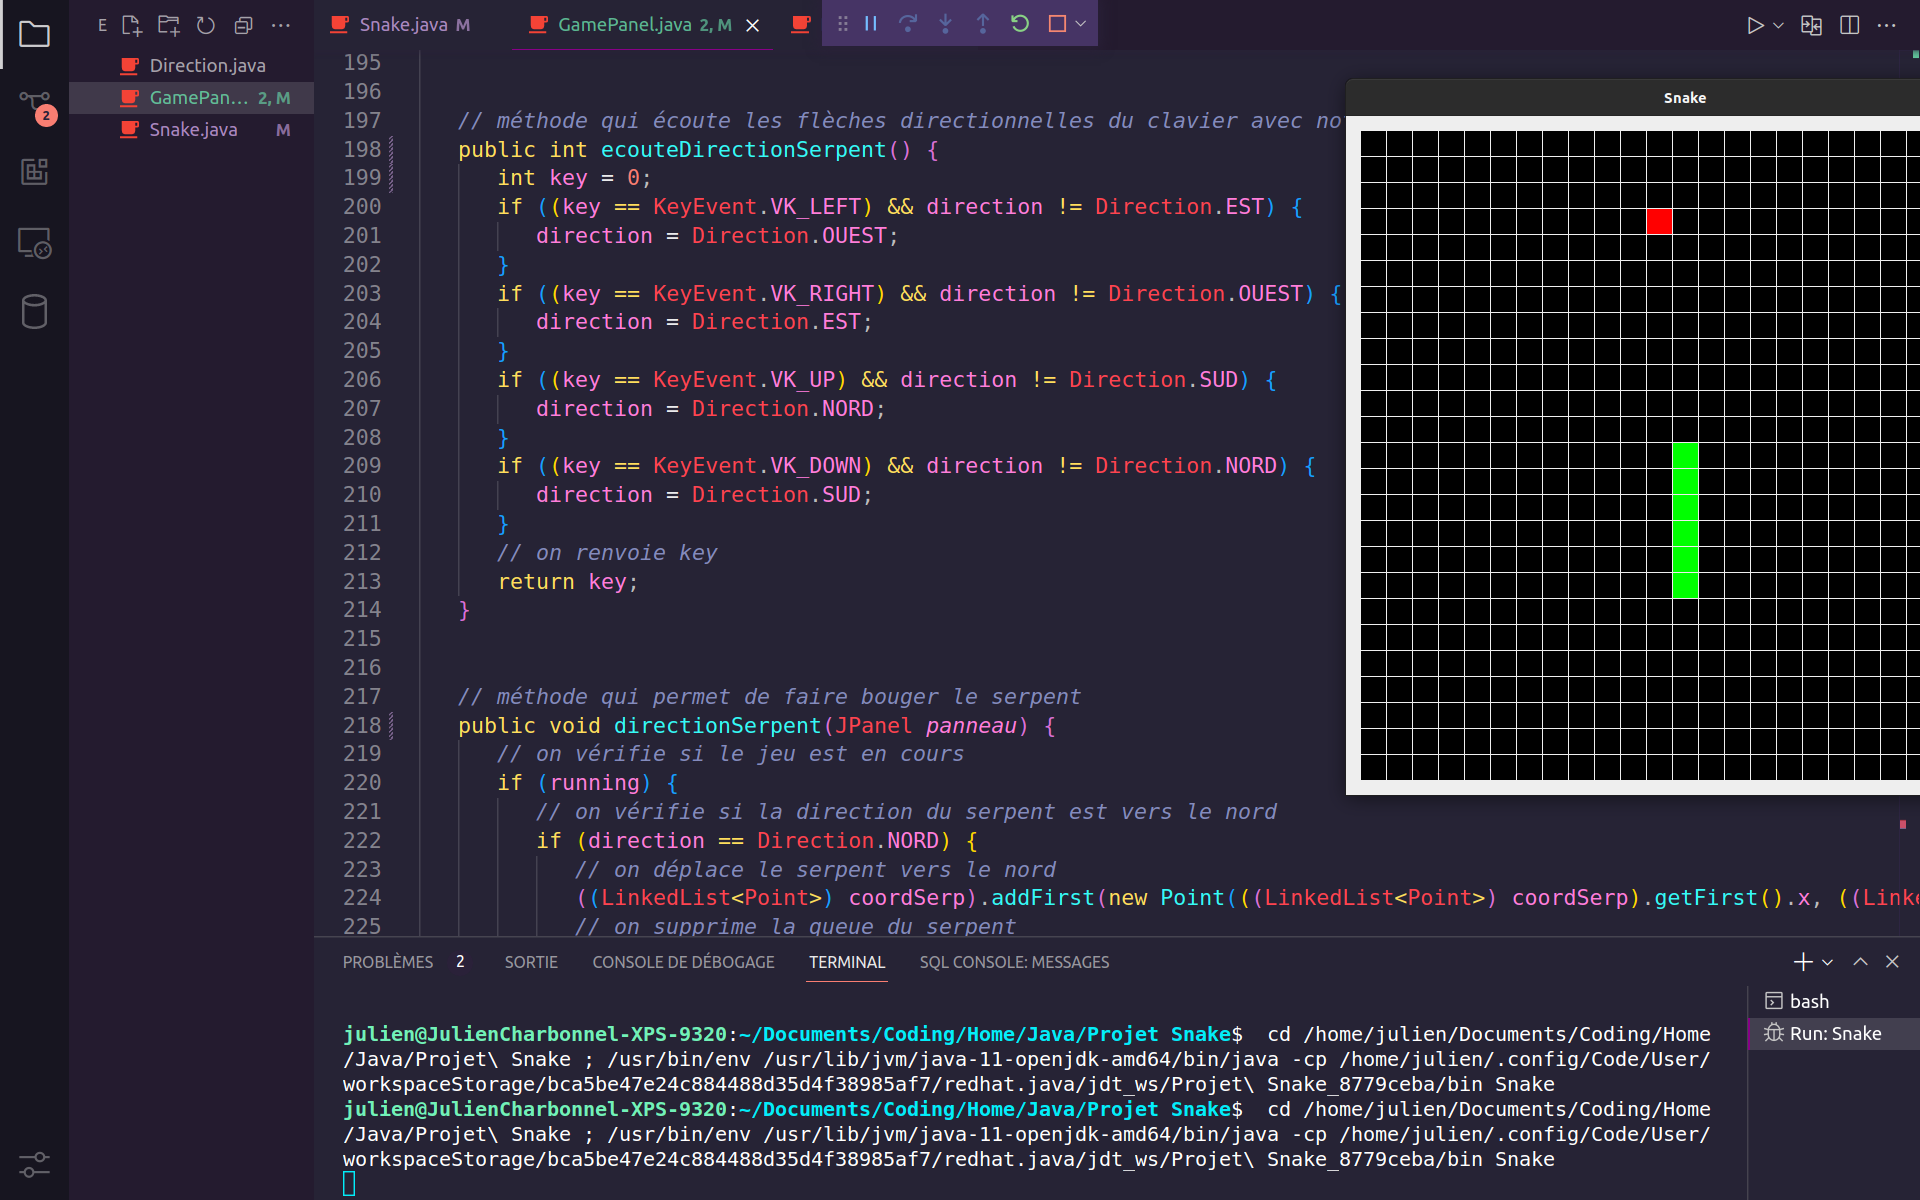 E
Snake.java M
GamePanel.java 2, M
Direction.java
GamePan... 2, M
Snake.java M
2
195
196
197 // méthode qui écoute les flèches directionnelles du clavier avec no
198 public int ecouteDirectionSerpent() {
199 int key = 0;
200 if ((key == KeyEvent.VK_LEFT) && direction != Direction.EST) {
201 direction = Direction.OUEST;
202 }
203 if ((key == KeyEvent.VK_RIGHT) && direction != Direction.OUEST) {
204 direction = Direction.EST;
205 }
206 if ((key == KeyEvent.VK_UP) && direction != Direction.SUD) {
207 direction = Direction.NORD;
208 }
209 if ((key == KeyEvent.VK_DOWN) && direction != Direction.NORD) {
210 direction = Direction.SUD;
211 }
212 // on renvoie key
213 return key;
214 }
215
216
217 // méthode qui permet de faire bouger le serpent
218 public void directionSerpent(JPanel panneau) {
219 // on vérifie si le jeu est en cours
220 if (running) {
221 // on vérifie si la direction du serpent est vers le nord
222 if (direction == Direction.NORD) {
223 // on déplace le serpent vers le nord
224 ((LinkedList<Point>) coordSerp).addFirst(new Point(((LinkedList<Point>) coordSerp).getFirst().x, ((Linke
225 // on supprime la queue du serpent
Snake
PROBLÈMES 2 SORTIE CONSOLE DE DÉBOGAGE TERMINAL SQL CONSOLE: MESSAGES
bash
Run: Snake
julien@JulienCharbonnel-XPS-9320:~/Documents/Coding/Home/Java/Projet Snake$ cd /home/julien/Documents/Coding/Home
/Java/Projet\ Snake ; /usr/bin/env /usr/lib/jvm/java-11-openjdk-amd64/bin/java -cp /home/julien/.config/Code/User/
workspaceStorage/bca5be47e24c884488d35d4f38985af7/redhat.java/jdt_ws/Projet\ Snake_8779ceba/bin Snake
julien@JulienCharbonnel-XPS-9320:~/Documents/Coding/Home/Java/Projet Snake$ cd /home/julien/Documents/Coding/Home
/Java/Projet\ Snake ; /usr/bin/env /usr/lib/jvm/java-11-openjdk-amd64/bin/java -cp /home/julien/.config/Code/User/
workspaceStorage/bca5be47e24c884488d35d4f38985af7/redhat.java/jdt_ws/Projet\ Snake_8779ceba/bin Snake